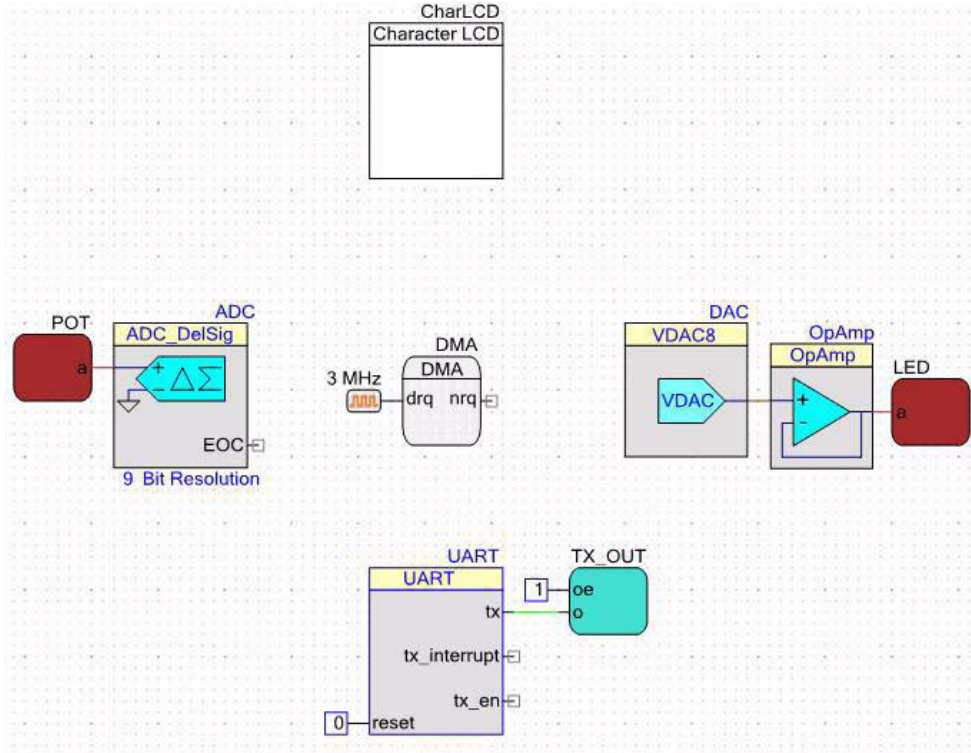 CharLCD
Character LCD
POT
a
ADC
ADC_DelSig
+
−
ΔΣ
EOC
9 Bit Resolution
DMA
DMA
3 MHz
drq nrq
DAC
VDAC8
VDAC
OpAmp
OpAmp
+
-
LED
a
UART
UART
tx
tx_interrupt
tx_en
0 reset
TX_OUT
1 oe
o